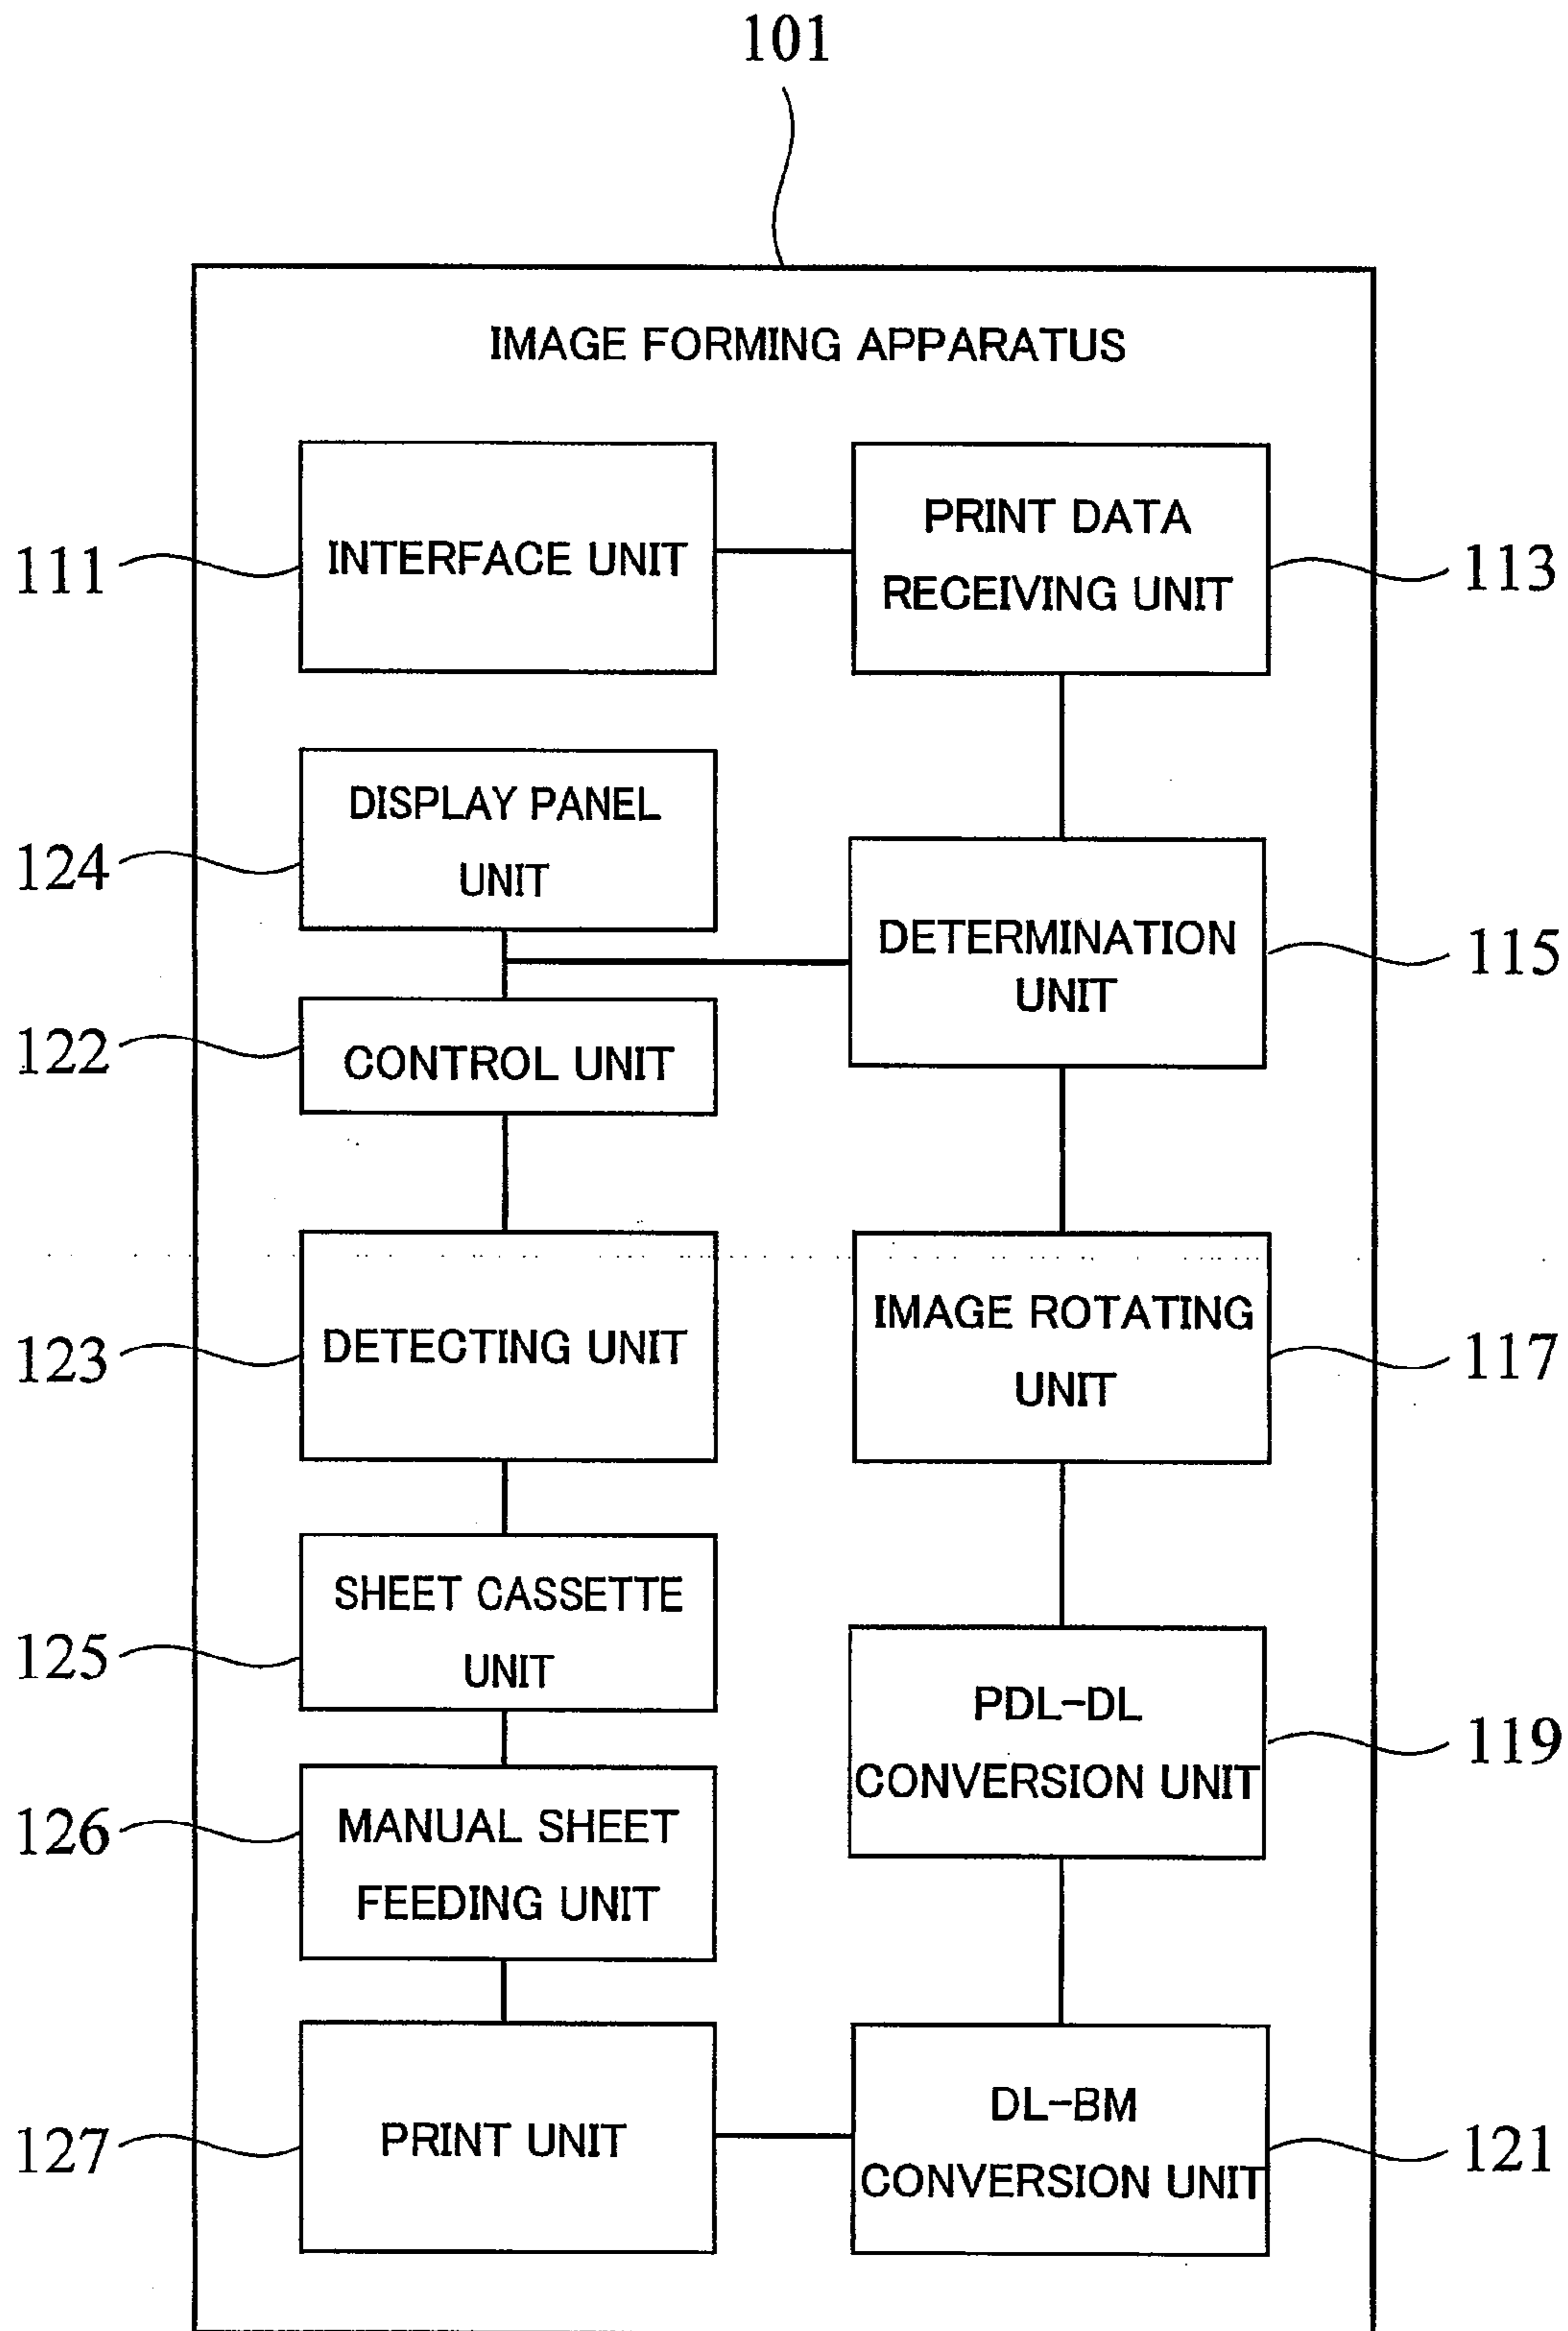 101
IMAGE FORMING APPARATUS
INTERFACE UNIT
PRINT DATA
RECEIVING UNIT
111
113
DISPLAY PANEL
UNIT
124
DETERMINATION
UNIT
115
CONTROL UNIT
122
DETECTING UNIT
123
IMAGE ROTATING
UNIT
117
SHEET CASSETTE
UNIT
125
PDL-DL
CONVERSION UNIT
119
MANUAL SHEET
FEEDING UNIT
126
PRINT UNIT
127
DL-BM
CONVERSION UNIT
121